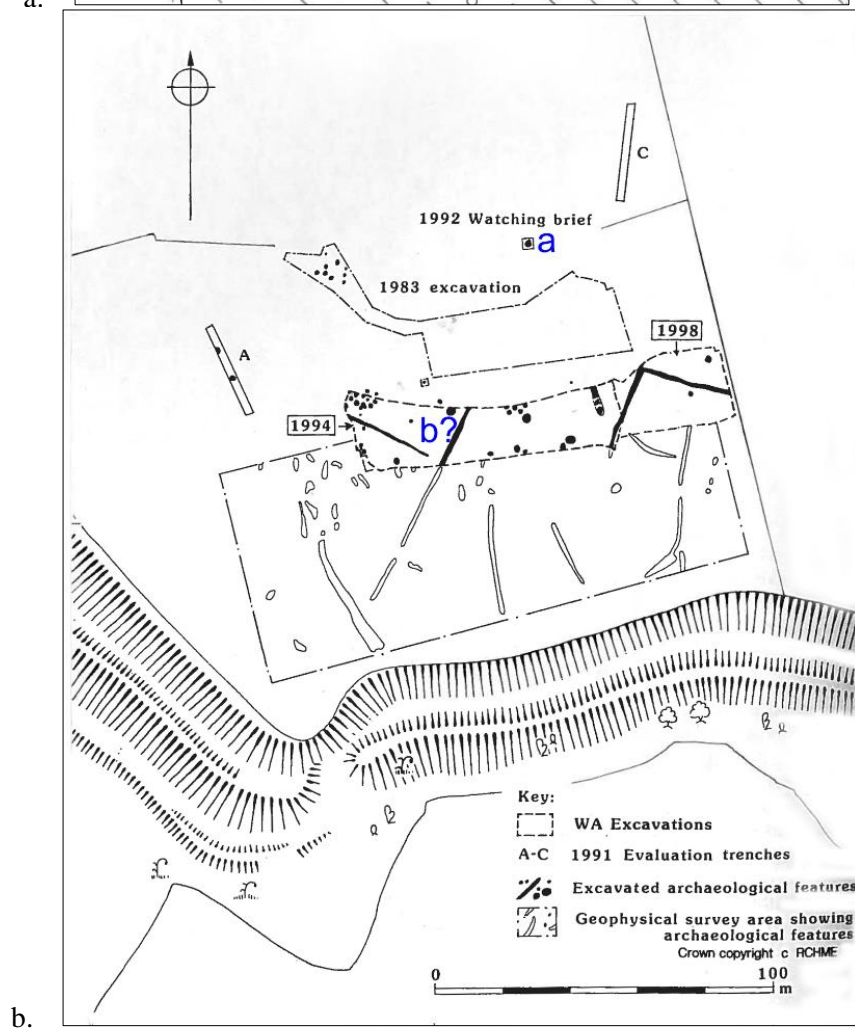 a.
C
1992 Watching brief
a
1983 excavation
1998
A
1994
b?
Key:
WA Excavations
A-C 1991 Evaluation trenches
Excavated archaeological features
Geophysical survey area showing
archaeological features
Crown copyright c RCHME
0 100
m
b.